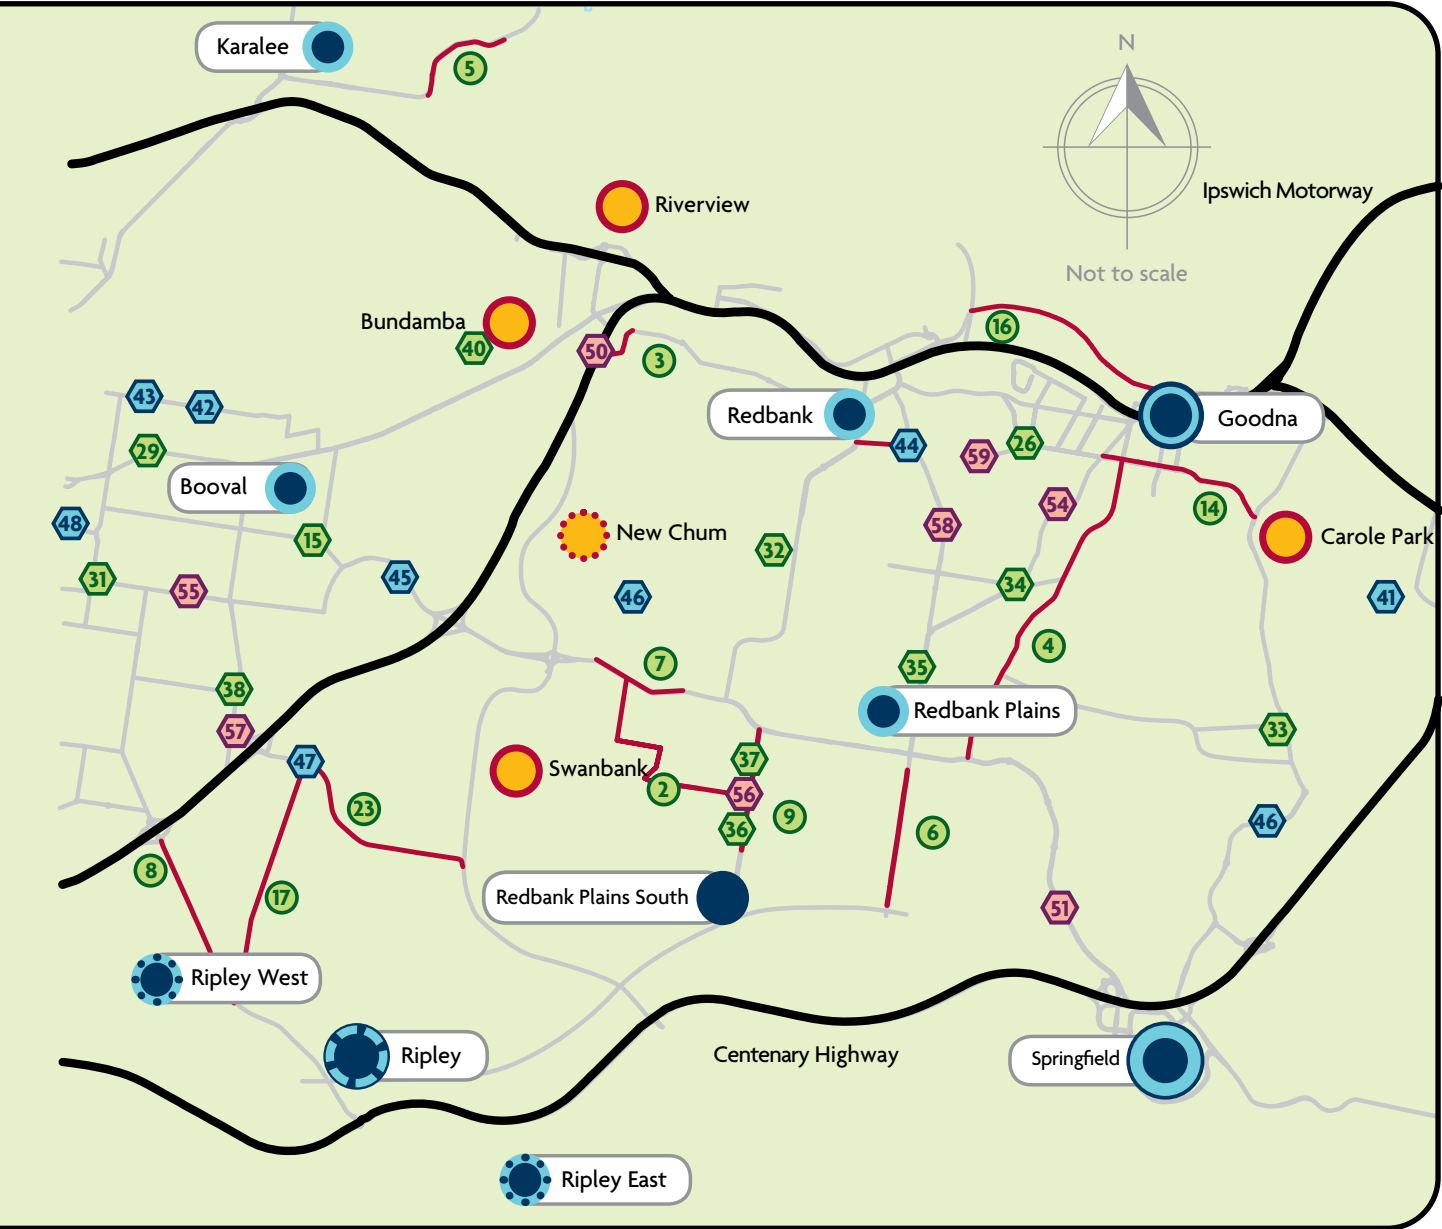 Karalee
5
N
Ipswich Motorway
Riverview
Not to scale
Bundamba
40
50
3
16
43
42
29
Booval
48
15
31
55
45
Redbank
44
59
26
Goodna
58
54
14
Carole Park
New Chum
32
46
34
41
4
7
35
Redbank Plains
38
57
47
33
Swanbank
37
2
56
36
9
6
46
23
8
17
Redbank Plains South
51
Ripley West
Ripley
Centenary Highway
Springfield
Ripley East